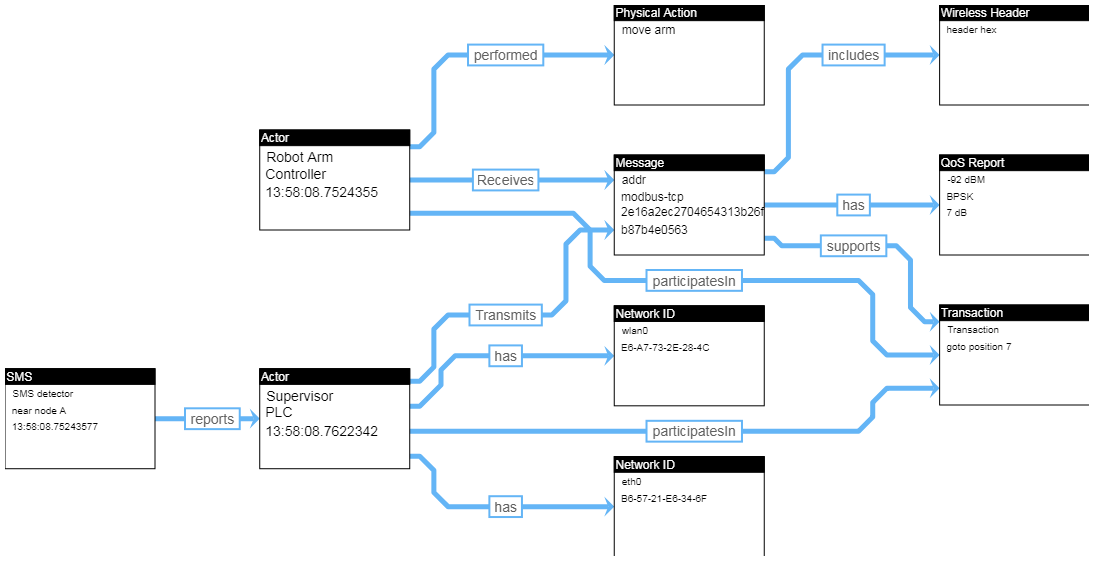 Physical Action
move arm
Wireless Header
header hex
performed
includes
Actor
Robot Arm
Controller
13:58:08.7524355
Receives
Message
addr
modbus-tcp
2e16a2ec2704654313b26f
b87b4e0563
has
QoS Report
-92 dBM
BPSK
7 dB
supports
participatesIn
Transmits
Network ID
wlan0
E6-A7-73-2E-28-4C
Transaction
Transaction
goto position 7
has
SMS
SMS detector
near node A
13:58:08.75243577
reports
Actor
Supervisor
PLC
13:58:08.7622342
participatesIn
has
Network ID
eth0
B6-57-21-E6-34-6F